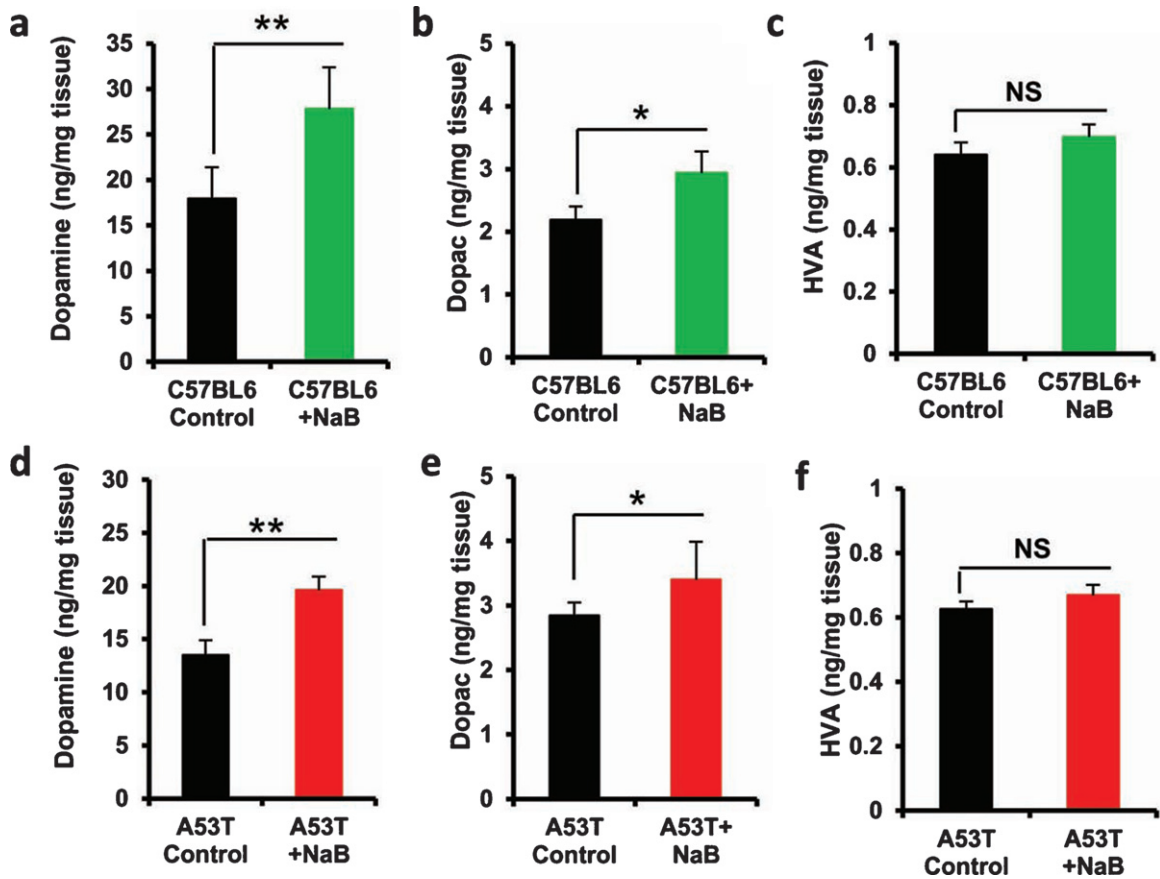 a
Dopamine (ng/mg tissue)
35
30
25
20
15
10
5
0
**
C57BL6
Control
C57BL6
+NaB
b
Dopac (ng/mg tissue)
5
4
3
2
1
0
*
C57BL6
Control
C57BL6+
NaB
c
HVA (ng/mg tissue)
1
0.8
0.6
0.4
0.2
0
NS
C57BL6
Control
C57BL6+
NaB
d
Dopamine (ng/mg tissue)
30
25
20
15
10
5
0
**
A53T
Control
A53T
+NaB
e
Dopac (ng/mg tissue)
5
4
3
2
1
0
*
A53T
Control
A53T+
NaB
f
HVA (ng/mg tissue)
1
0.8
0.6
0.4
0.2
0
NS
A53T
Control
A53T
+NaB